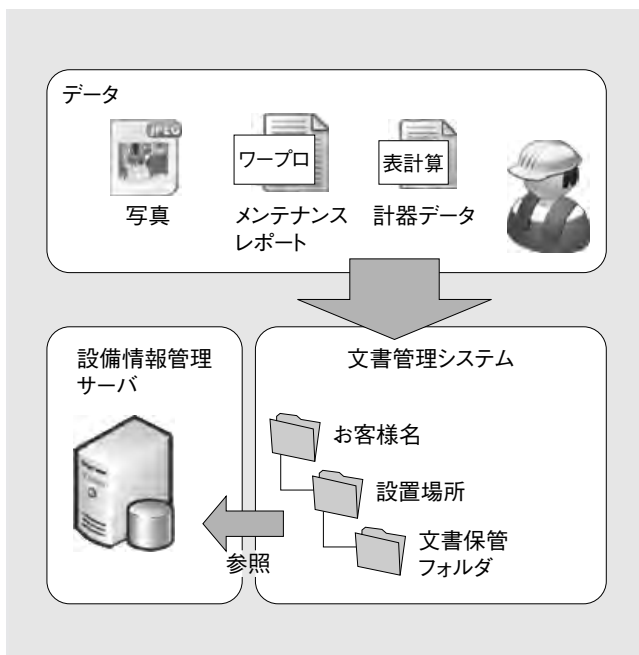 データ
JPEG
ワープロ
表計算
写真
メンテナンス
レポート
計器データ
設備情報管理
サーバ
文書管理システム
お客様名
設置場所
文書保管
フォルダ
参照